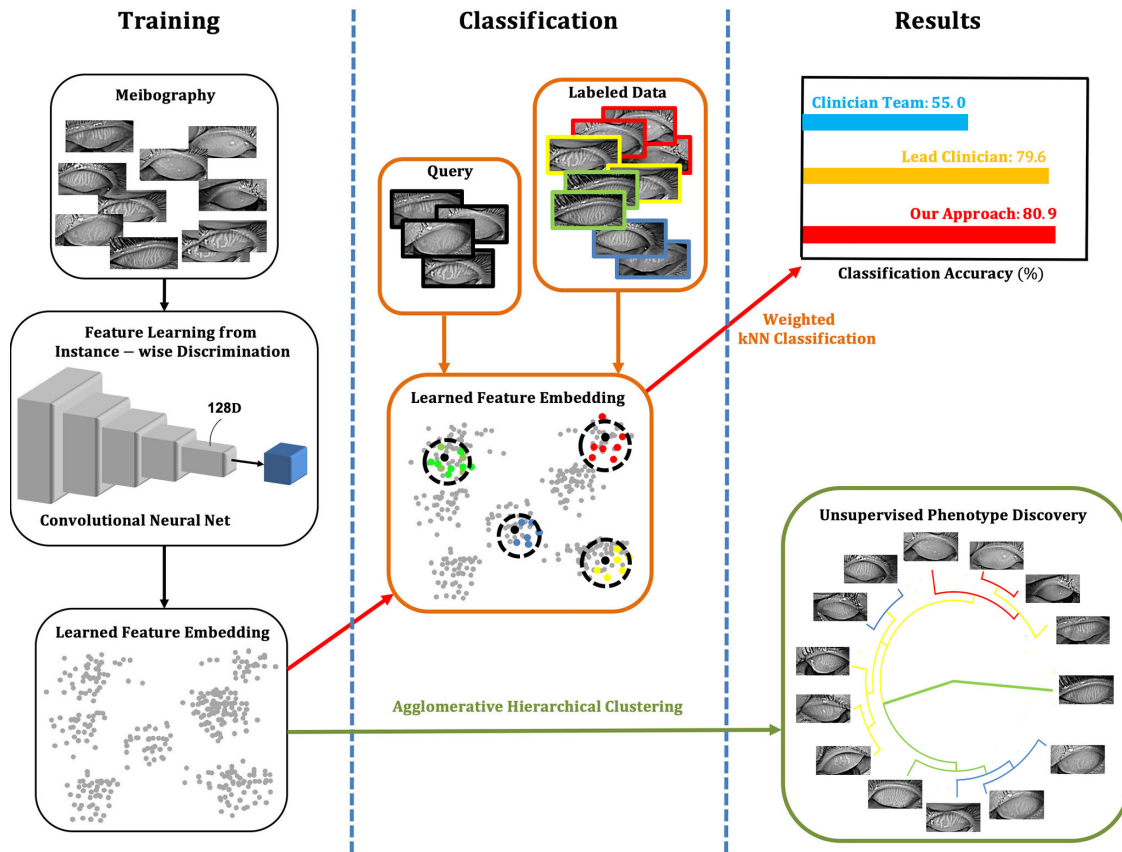 Training
Classification
Results
Meibography
Feature Learning from
Instance – wise Discrimination
128D
Convolutional Neural Net
Learned Feature Embedding
Query
Labeled Data
Learned Feature Embedding
Weighted
kNN Classification
Agglomerative Hierarchical Clustering
Clinician Team: 55.0
Lead Clinician: 79.6
Our Approach: 80.9
Classification Accuracy (%)
Unsupervised Phenotype Discovery